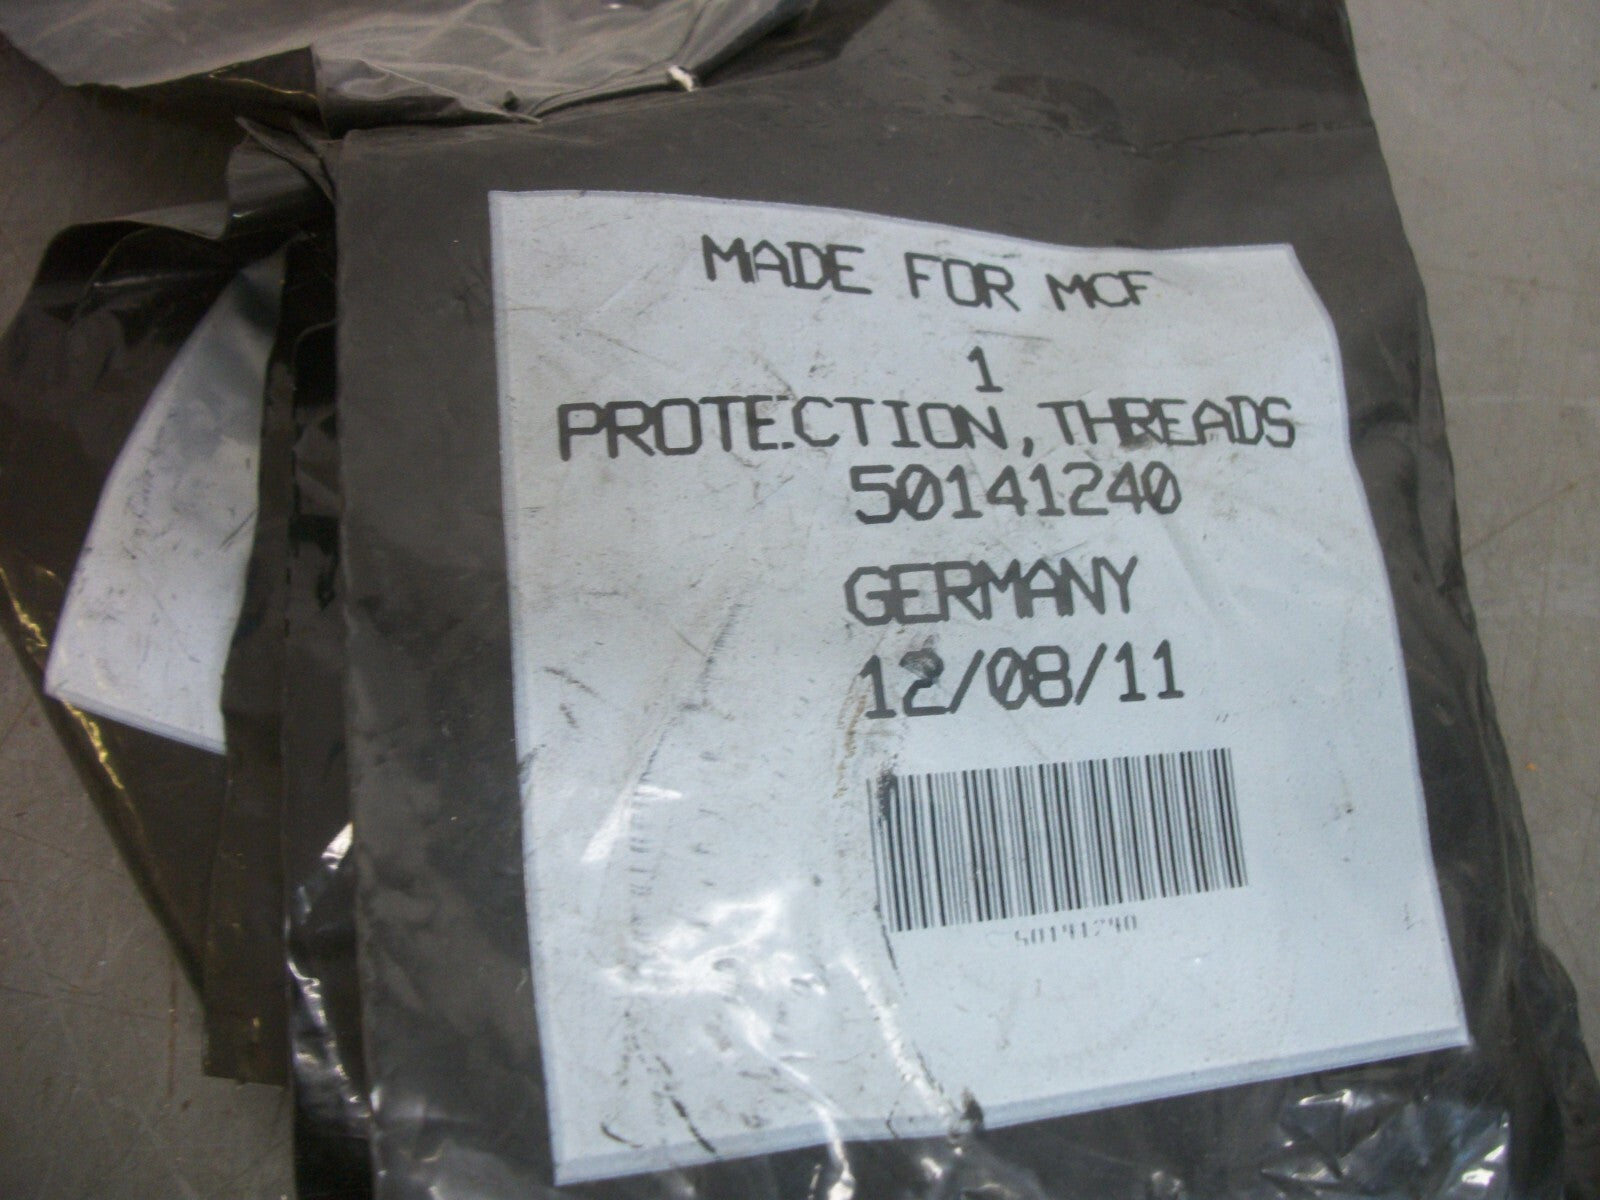 MADE FOR MCF
1
PROTECTION, THREADS
50141240
GERMANY
12/08/11
50141240